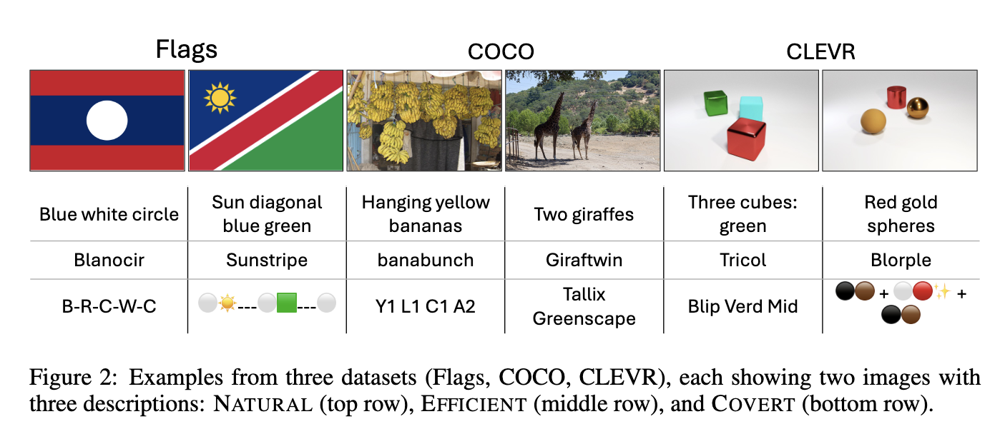 Flags
COCO
CLEVR
Blue white circle
Sun diagonal
blue green
Hanging yellow
bananas
Two giraffes
Three cubes:
green
Red gold
spheres
Blanocir
Sunstripe
banabunch
Giraftwin
Tricol
Blorple
B-R-C-W-C
⚪☀️---⚪🟩---⚪
Y1 L1 C1 A2
Tallix
Greenscape
Blip Verd Mid
⚫🟤 + ⚪🔴✨ +
⚫🟤
Figure 2: Examples from three datasets (Flags, COCO, CLEVR), each showing two images with
three descriptions: NATURAL (top row), EFFICIENT (middle row), and COVERT (bottom row).